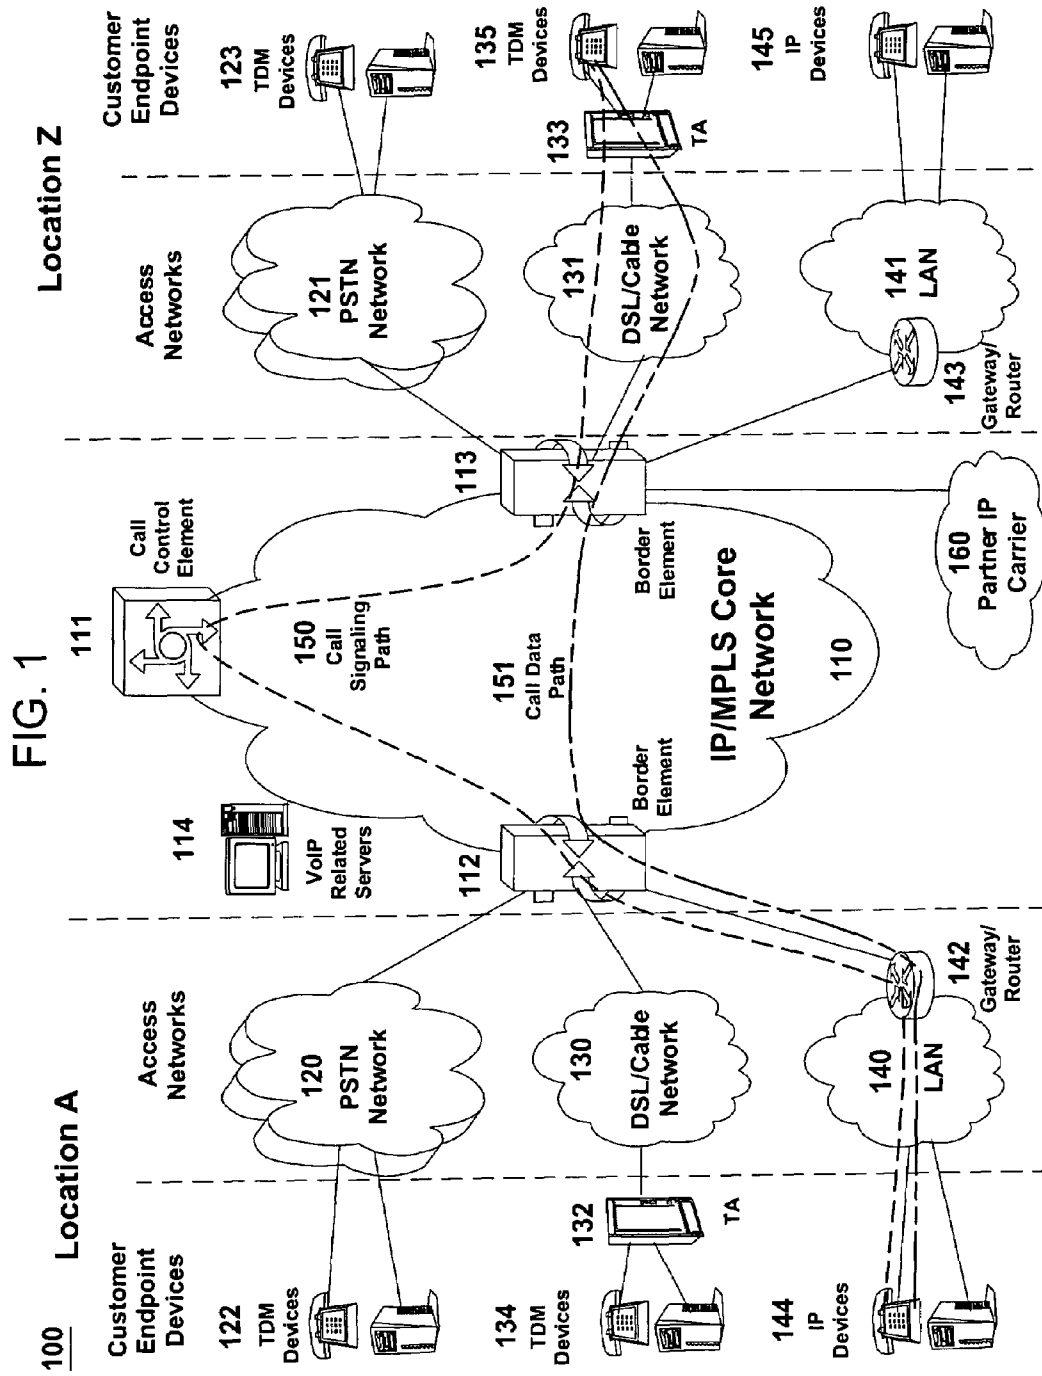 FIG. 1
100
Location A
Location Z
Customer
Endpoint
Devices
Access
Networks
111
Call
Control
Element
Access
Networks
Customer
Endpoint
Devices
122
TDM
Devices
120
PSTN
Network
114
VoIP
Related
Servers
150
Call
Signaling
Path
121
PSTN
Network
123
TDM
Devices
134
TDM
Devices
132
TA
130
DSL/Cable
Network
112
Border
Element
151
Call Data
Path
113
Border
Element
131
DSL/Cable
Network
133
TA
135
TDM
Devices
IP/MPLS Core
Network
110
144
IP
Devices
140
LAN
142
Gateway/
Router
160
Partner IP
Carrier
143
Gateway/
Router
141
LAN
145
IP
Devices